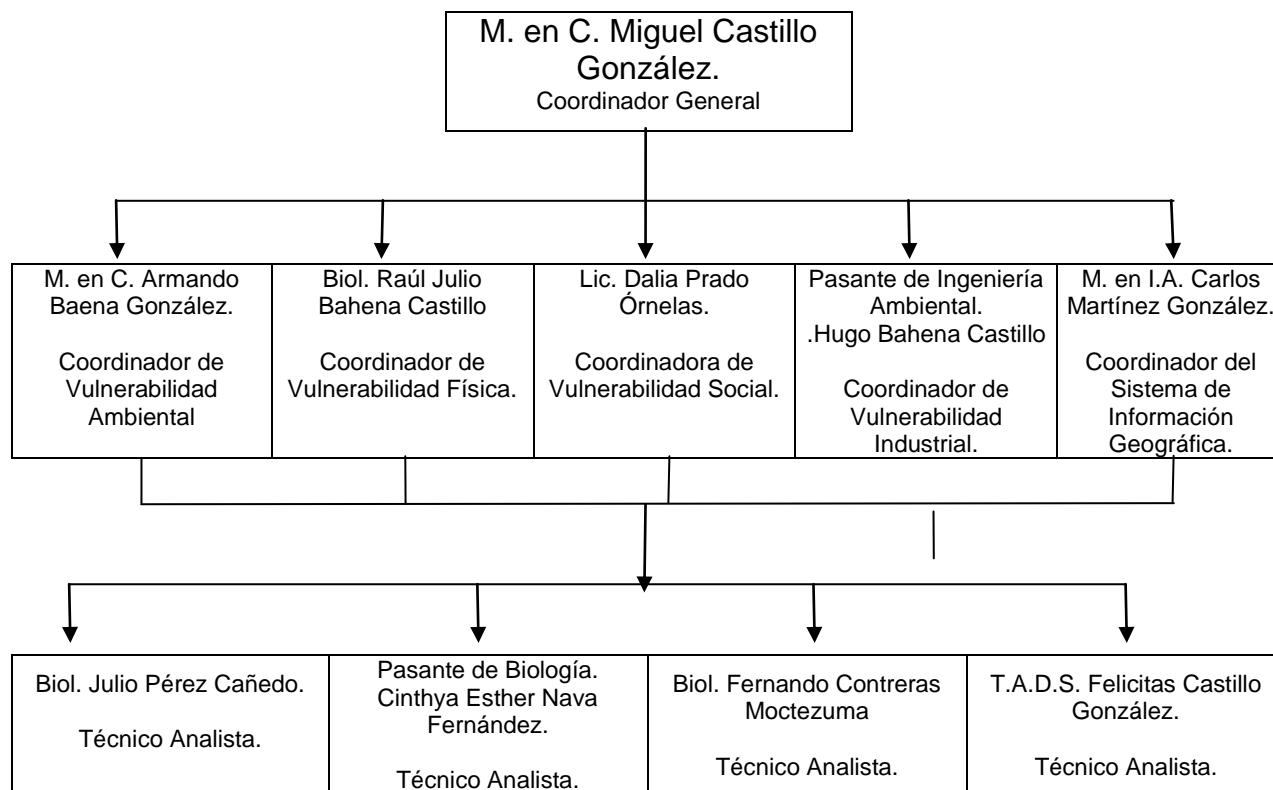 M. en C. Miguel Castillo
González.
Coordinador General
M. en C. Armando
Baena González.
Coordinador de
Vulnerabilidad
Ambiental
Biol. Raúl Julio
Bahena Castillo
Coordinador de
Vulnerabilidad Física.
Lic. Dalia Prado
Órnelas.
Coordinadora de
Vulnerabilidad Social.
Pasante de Ingeniería
Ambiental.
.Hugo Bahena Castillo
Coordinador de
Vulnerabilidad
Industrial.
M. en I.A. Carlos
Martínez González.
Coordinador del
Sistema de
Información
Geográfica.
Biol. Julio Pérez Cañedo.
Técnico Analista.
Pasante de Biología.
Cinthya Esther Nava
Fernández.
Técnico Analista.
Biol. Fernando Contreras
Moctezuma
Técnico Analista.
T.A.D.S. Felicitas Castillo
González.
Técnico Analista.